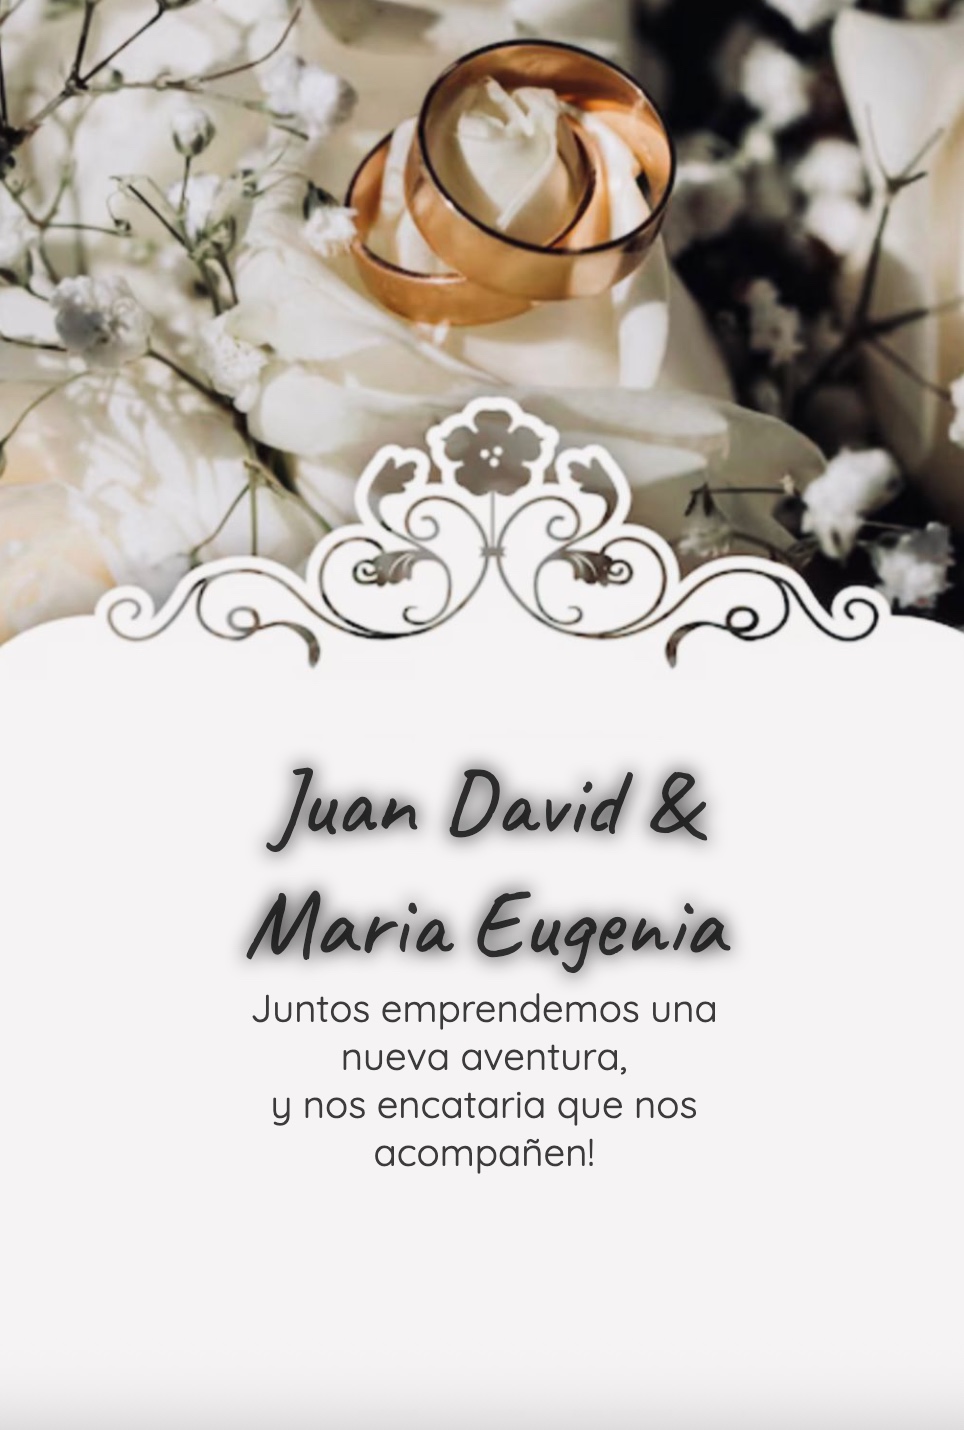 Juan David &
Maria Eugenia
Juntos emprendemos una
nueva aventura,
y nos encataria que nos
acompañen!